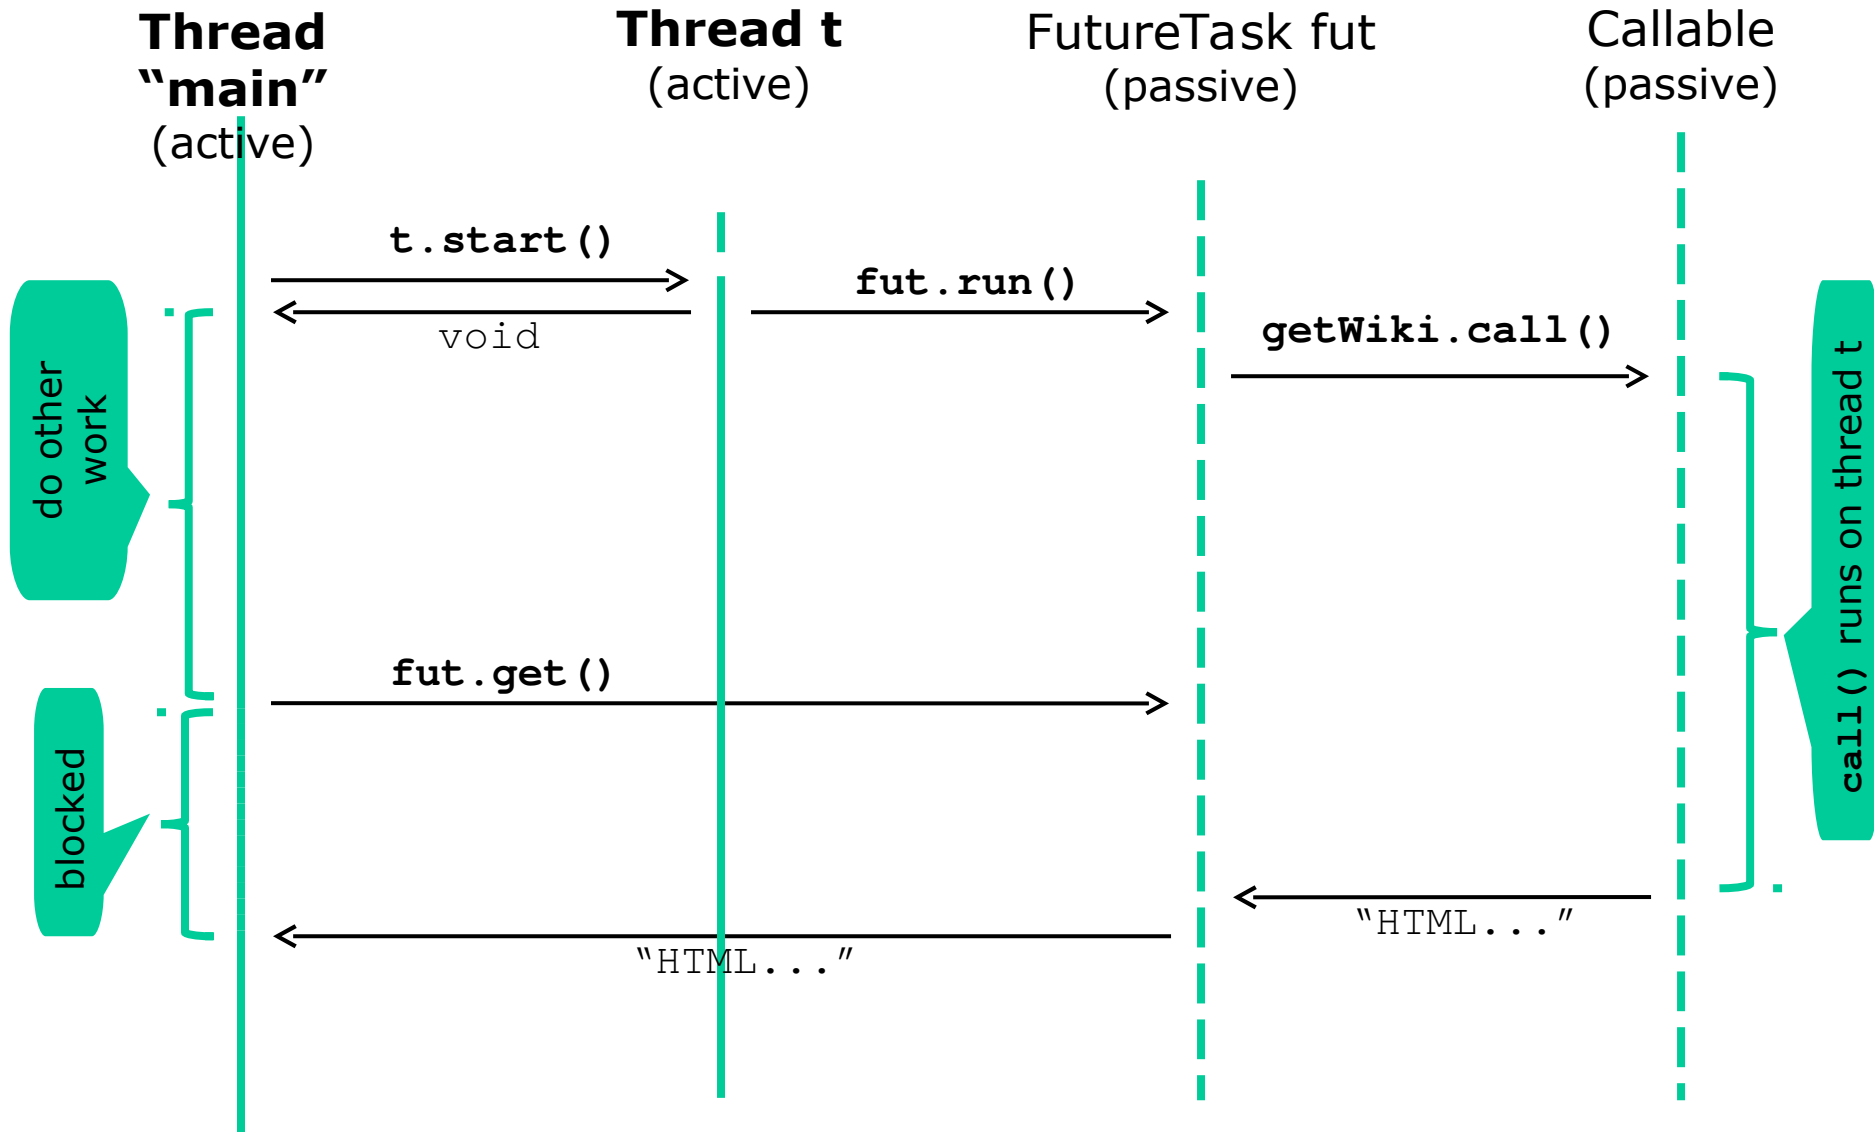 Thread
“main”
(active)
Thread t
(active)
FutureTask fut
(passive)
Callable
(passive)
t.start()
void
fut.run()
getWiki.call()
do other
work
fut.get()
blocked
call() runs on thread t
“HTML...”
“HTML...”